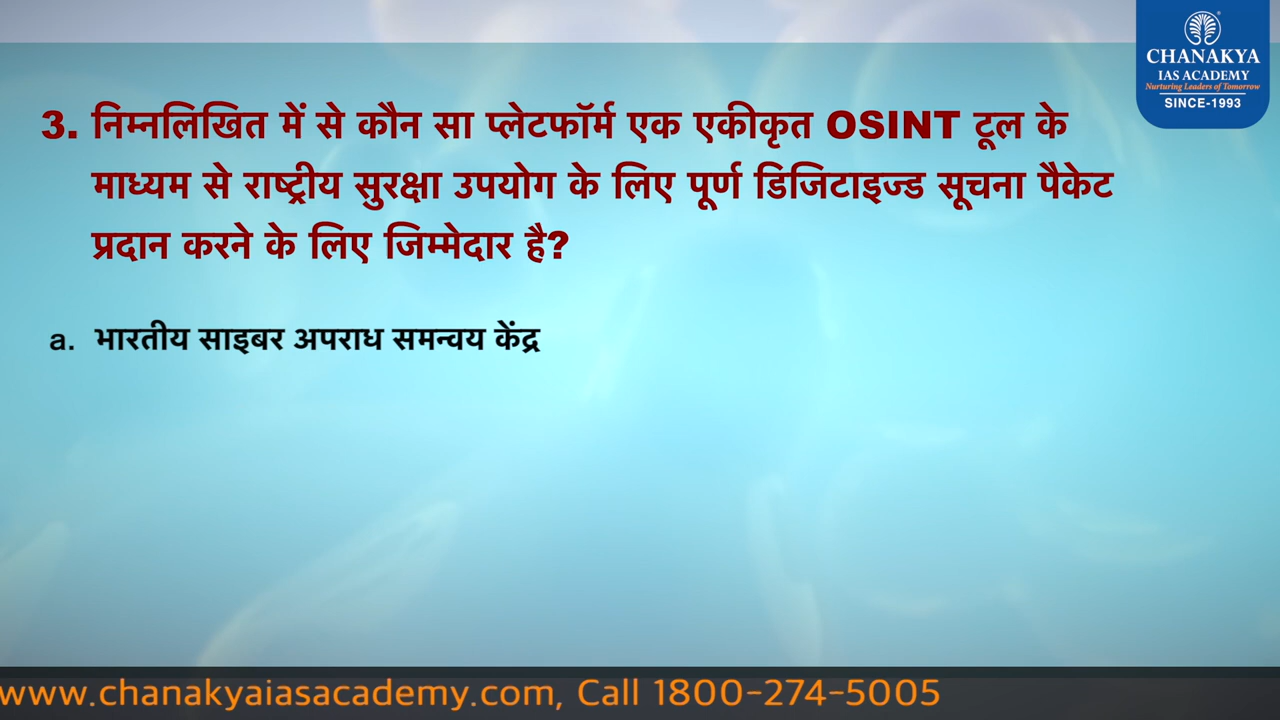 CHANAKYA
IAS ACADEMY
Nurturing Leaders of Tomorrow
SINCE-1993
3. निम्नलिखित में से कौन सा प्लेटफॉर्म एक एकीकृत OSINT टूल के
माध्यम से राष्ट्रीय सुरक्षा उपयोग के लिए पूर्ण डिजिटाइज्ड सूचना पैकेट
प्रदान करने के लिए जिम्मेदार है?
a. भारतीय साइबर अपराध समन्वय केंद्र
www.chanakyaiasacademy.com, Call 1800-274-5005